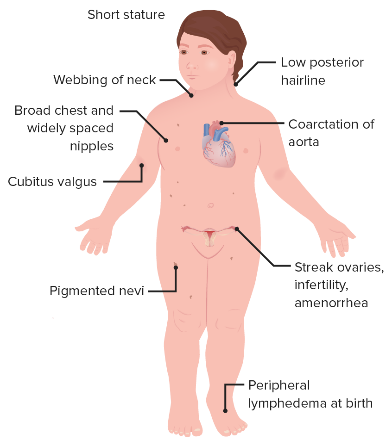 Short stature
Low posterior
hairline
Webbing of neck
Broad chest and
widely spaced
nipples
Coarctation of
aorta
Cubitus valgus
Streak ovaries,
infertility,
amenorrhea
Pigmented nevi
Peripheral
lymphedema at birth